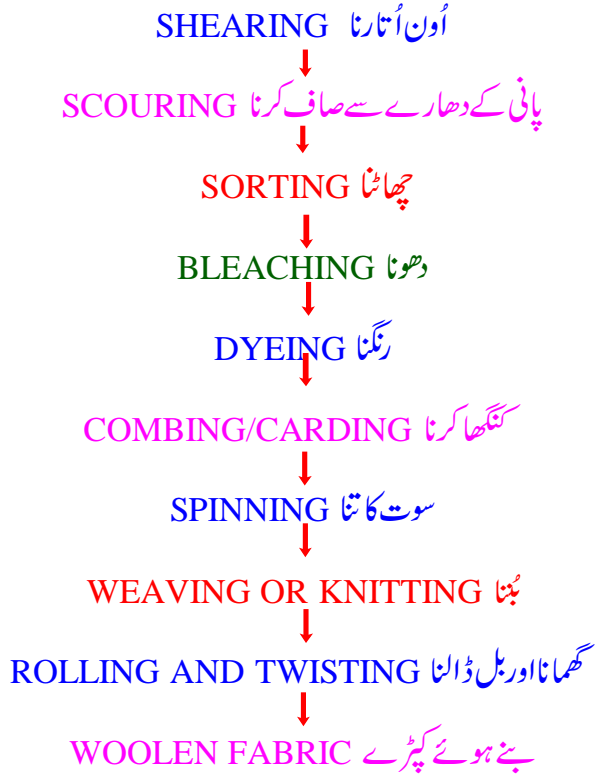 SHEARING اُون اُتارنا
SCOURING پانی کے دھارے سے صاف کرنا
SORTING چھاٹنا
BLEACHING دھونا
DYEING رنگنا
COMBING/CARDING کنگھا کرنا
SPINNING سوت کاتنا
WEAVING OR KNITTING بُننا
ROLLING AND TWISTING گھمانا اور بل ڈالنا
WOOLEN FABRIC بنے ہوئے کپڑے